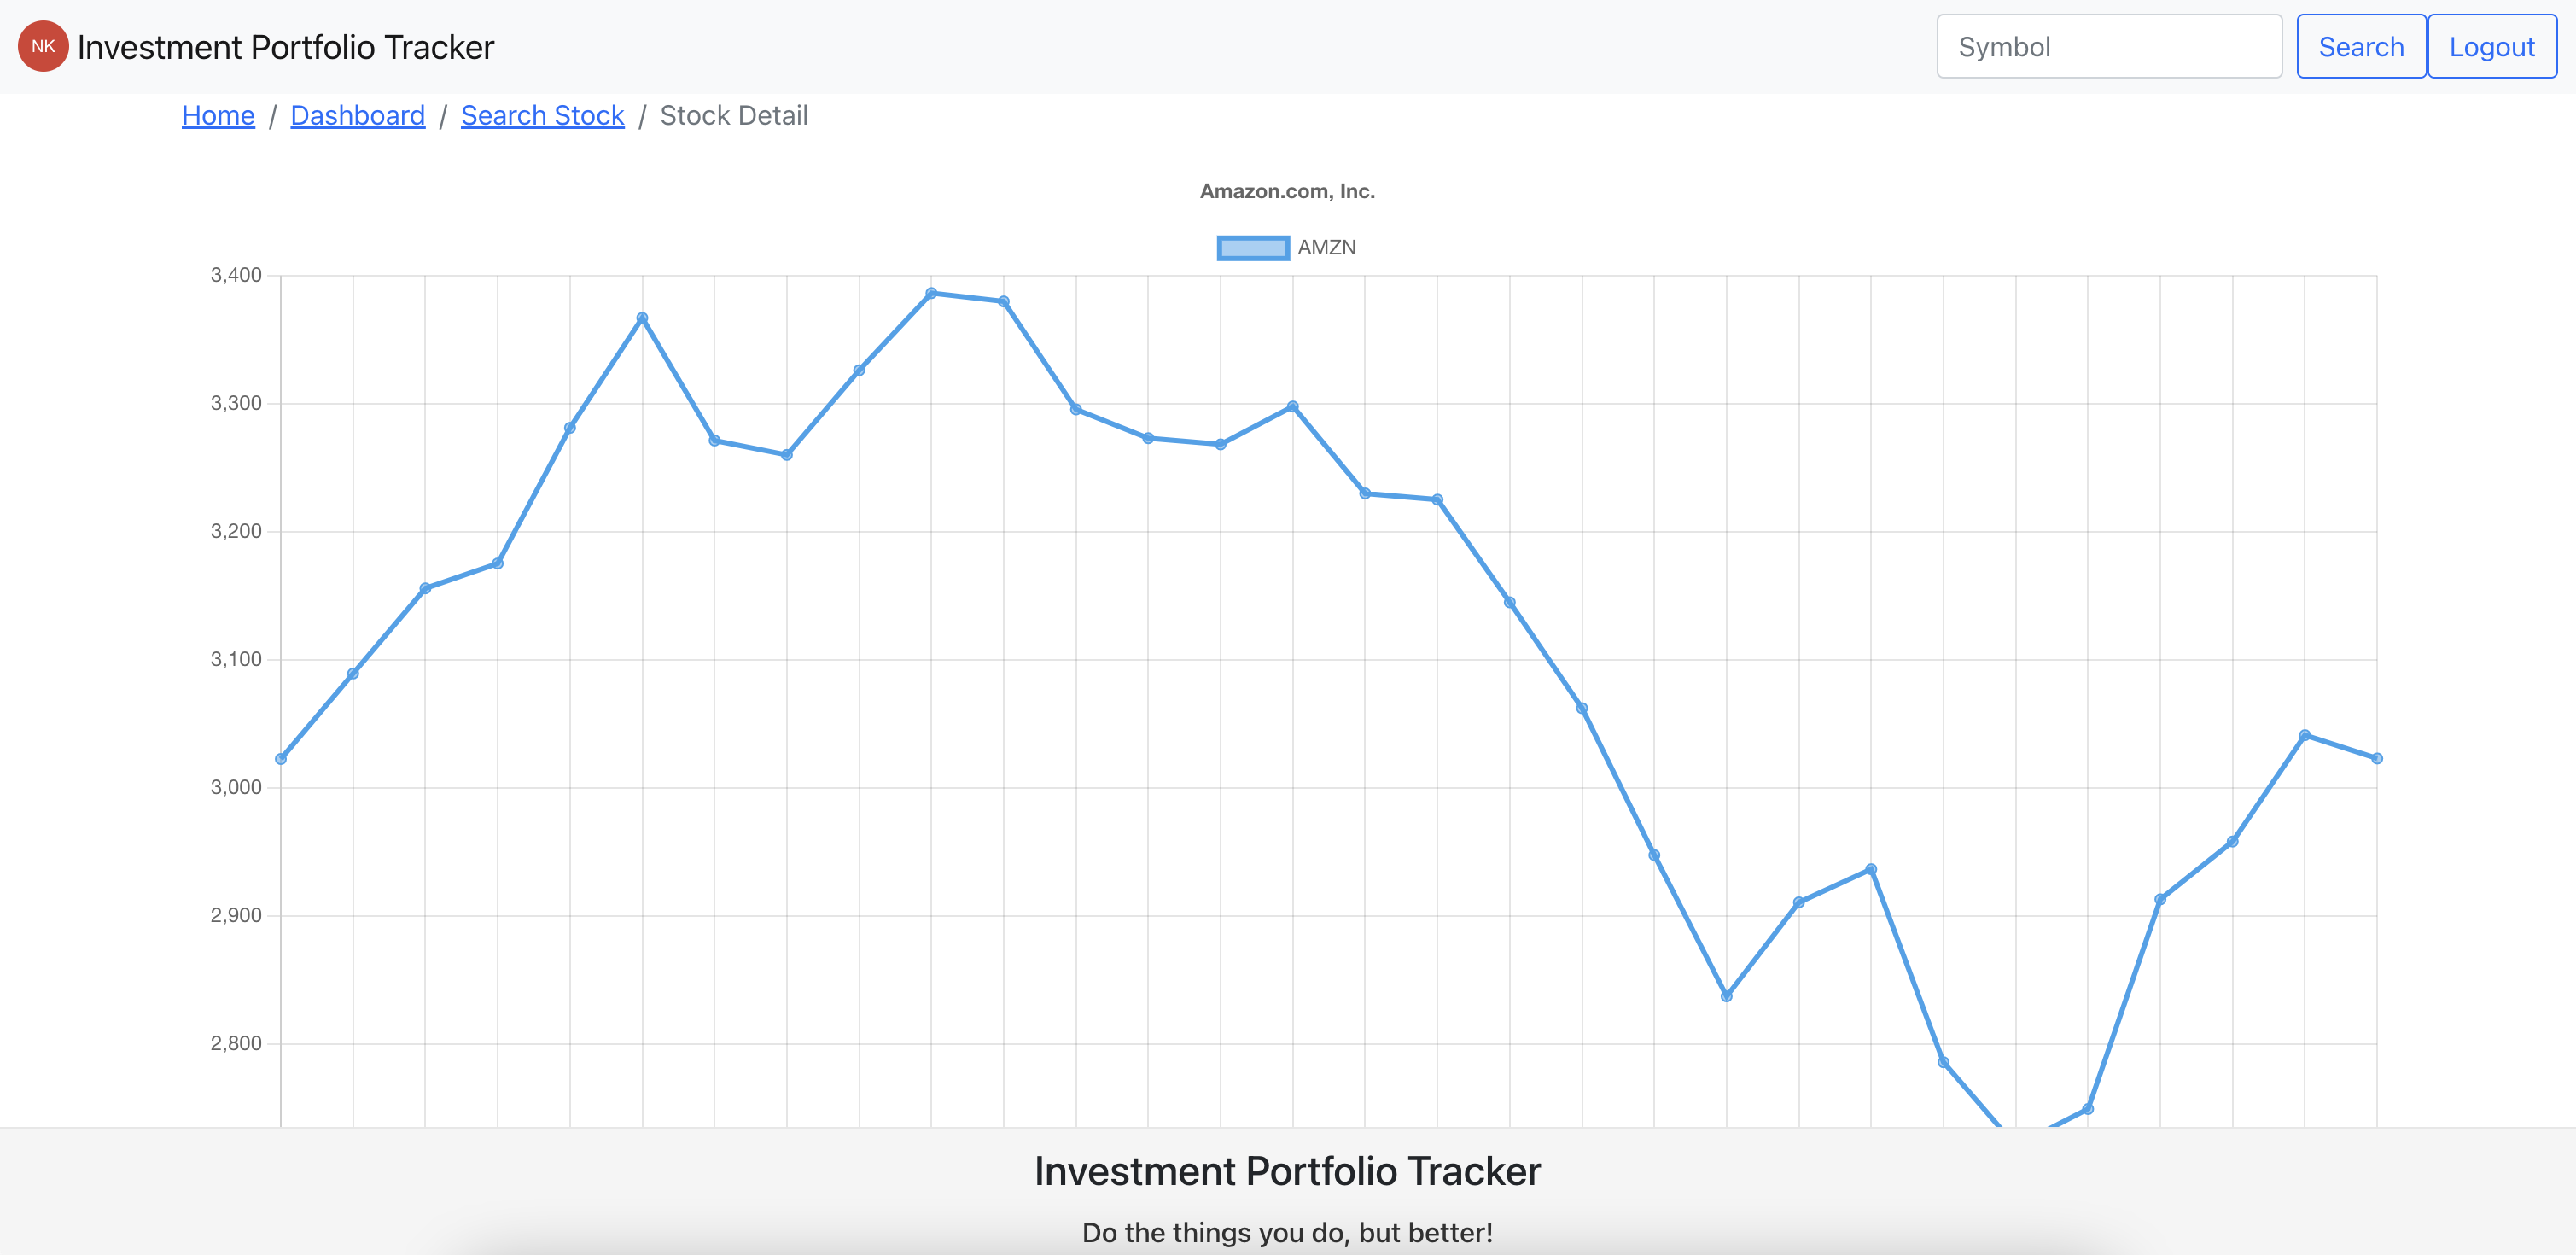 NK Investment Portfolio Tracker Symbol Search Logout
Home / Dashboard / Search Stock / Stock Detail
Amazon.com, Inc.
AMZN
3,400
3,300
3,200
3,100
3,000
2,900
2,800
Investment Portfolio Tracker
Do the things you do, but better!